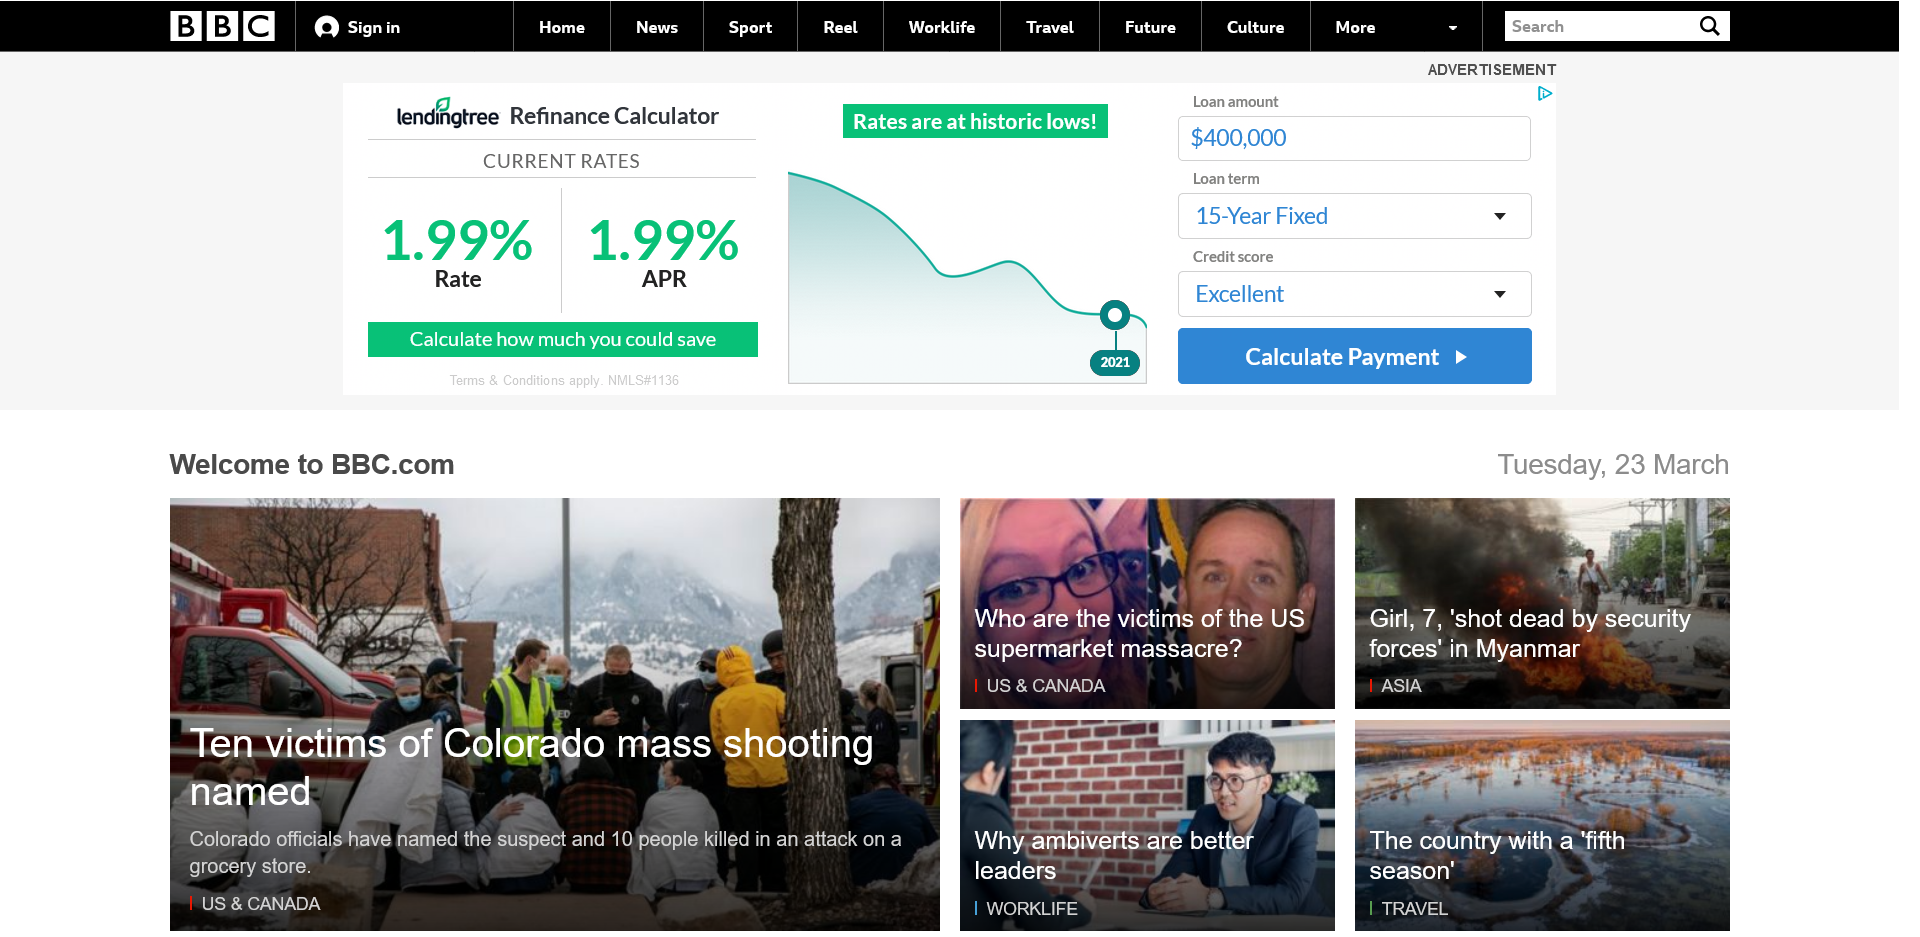 BBC
Sign in
Home
News
Sport
Reel
Worklife
Travel
Future
Culture
More
Search
ADVERTISEMENT
lendingtree Refinance Calculator
CURRENT RATES
1.99%
Rate
1.99%
APR
Calculate how much you could save
Terms & Conditions apply. NMLS#1136
Rates are at historic lows!
2021
Loan amount
$400,000
Loan term
15-Year Fixed
Credit score
Excellent
Calculate Payment
Welcome to BBC.com
Tuesday, 23 March
Ten victims of Colorado mass shooting
named
Colorado officials have named the suspect and 10 people killed in an attack on a
grocery store.
US & CANADA
Who are the victims of the US
supermarket massacre?
US & CANADA
Girl, 7, 'shot dead by security
forces' in Myanmar
ASIA
Why ambiverts are better
leaders
WORKLIFE
The country with a 'fifth
season'
TRAVEL